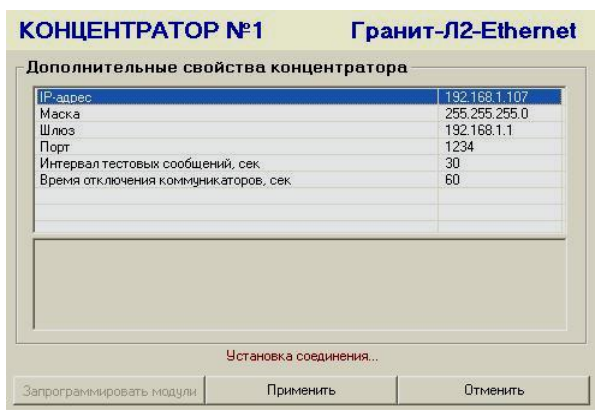 КОНЦЕНТРАТОР №1 Гранит-Л2-Ethernet
Дополнительные свойства концентратора
IP-адрес 192.168.1.107
Маска 255.255.255.0
Шлюз 192.168.1.1
Порт 1234
Интервал тестовых сообщений, сек 30
Время отключения коммуникаторов, сек 60
Установка соединения...
Запрограммировать модули Применить Отменить